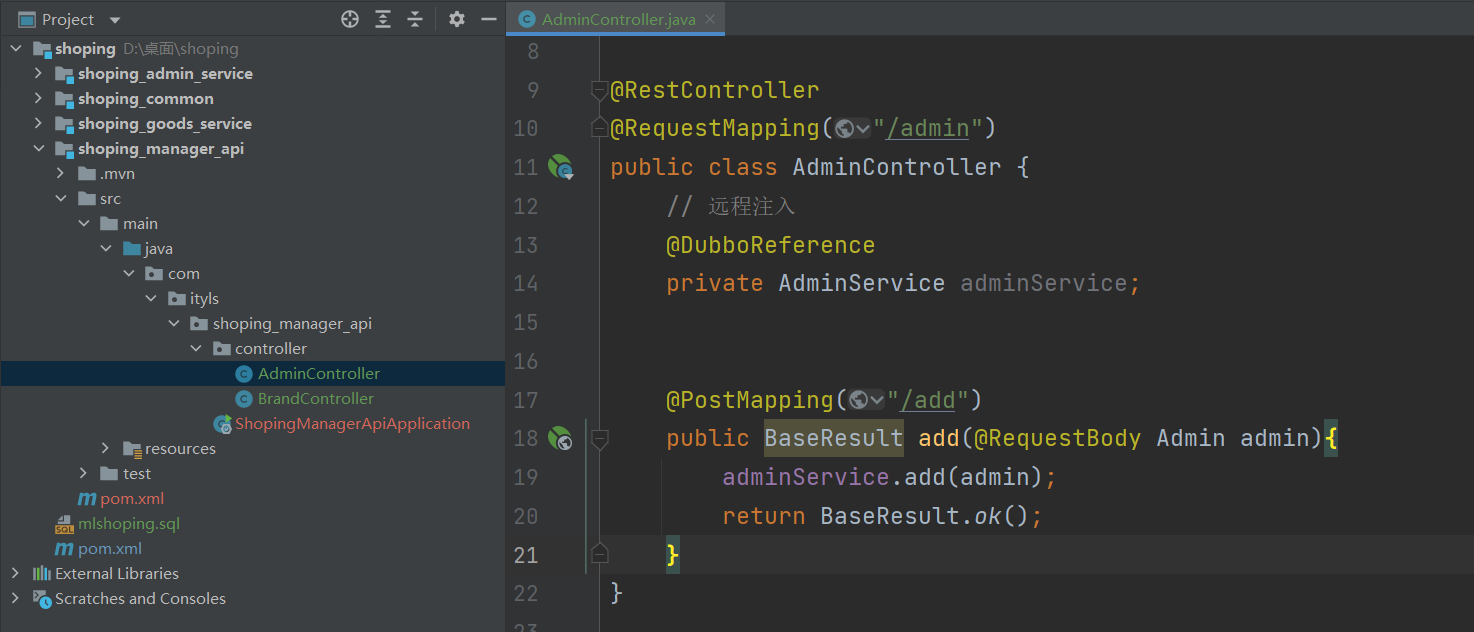 Project
shoping D:\桌面\shoping
shoping_admin_service
shoping_common
shoping_goods_service
shoping_manager_api
.mvn
src
main
java
com
ityls
shoping_manager_api
controller
AdminController
BrandController
ShopingManagerApiApplication
resources
test
pom.xml
mlshoping.sql
pom.xml
External Libraries
Scratches and Consoles
AdminController.java
8
9 @RestController
10 @RequestMapping("/admin")
11 public class AdminController {
12 // 远程注入
13 @DubboReference
14 private AdminService adminService;
15
16
17 @PostMapping("/add")
18 public BaseResult add(@RequestBody Admin admin){
19 adminService.add(admin);
20 return BaseResult.ok();
21 }
22 }
23